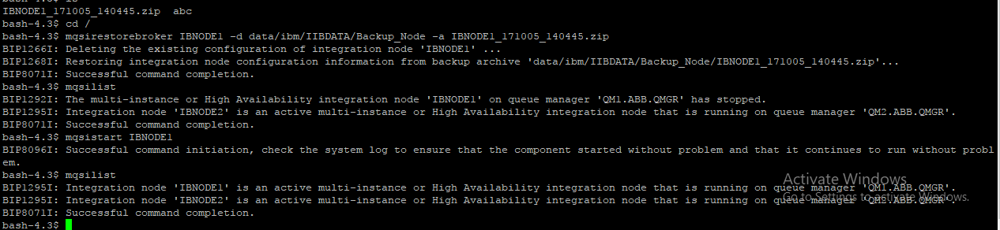 bash-4.3$ ls
IBNODE1_171005_140445.zip  abc
bash-4.3$ cd /
bash-4.3$ mqsirestorebroker IBNODE1 -d data/ibm/IIBDATA/Backup_Node -a IBNODE1_171005_140445.zip
BIP1266I: Deleting the existing configuration of integration node 'IBNODE1' ...
BIP1268I: Restoring integration node configuration information from backup archive 'data/ibm/IIBDATA/Backup_Node/IBNODE1_171005_140445.zip'...
BIP8071I: Successful command completion.
bash-4.3$ mqsilist
BIP1292I: The multi-instance or High Availability integration node 'IBNODE1' on queue manager 'QM1.ABB.QMGR' has stopped.
BIP1295I: Integration node 'IBNODE2' is an active multi-instance or High Availability integration node that is running on queue manager 'QM2.ABB.QMGR'.
BIP8071I: Successful command completion.
bash-4.3$ mqsistart IBNODE1
BIP8096I: Successful command initiation, check the system log to ensure that the component started without problem and that it continues to run without probl
em.
bash-4.3$ mqsilist
BIP1295I: Integration node 'IBNODE1' is an active multi-instance or High Availability integration node that is running on queue manager 'QM1.ABB.QMGR'.
BIP1295I: Integration node 'IBNODE2' is an active multi-instance or High Availability integration node that is running on queue manager 'QM2.ABB.QMGR'.
BIP8071I: Successful command completion.
bash-4.3$
Activate Windows
Go to Settings to activate Windows.